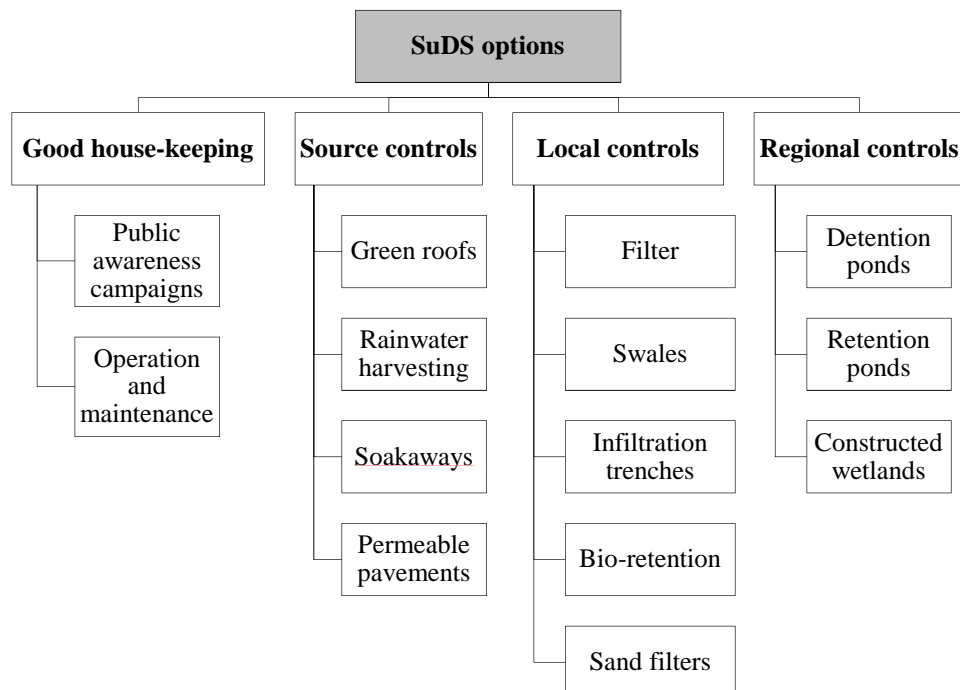 SuDS options
Good house-keeping
Public
awareness
campaigns
Operation
and
maintenance
Source controls
Green roofs
Rainwater
harvesting
Soakaways
Permeable
pavements
Local controls
Filter
Swales
Infiltration
trenches
Bio-retention
Sand filters
Regional controls
Detention
ponds
Retention
ponds
Constructed
wetlands